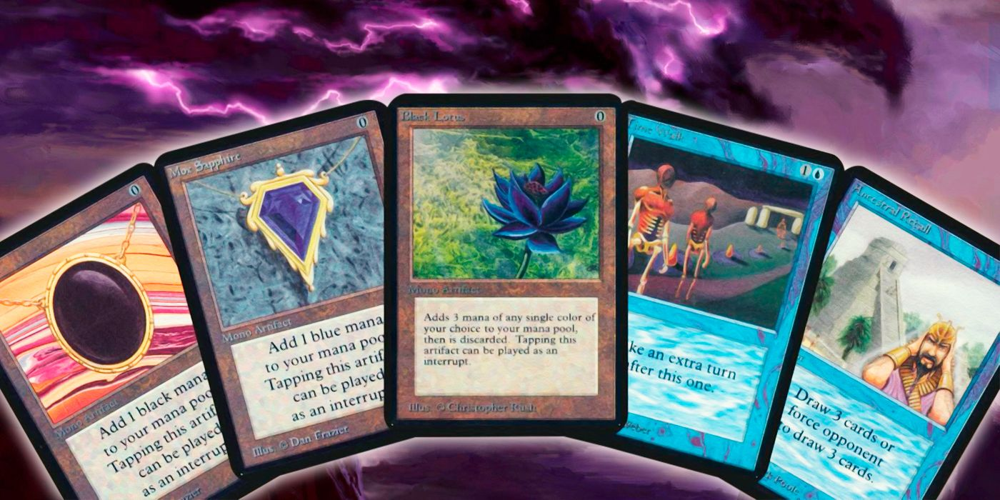 0
Add 1 black mana
to your mana poo
Tapping this artif
can be played
as an interrup
Mono Artifact
Mox Sapphire
0
Mono Artifact
Add 1 blue mana
to your mana poo
Tapping this artif
can be played
as an interrup
Illus. © Dan Frazier
Black Lotus
0
Mono Artifact
Adds 3 mana of any single color of
your choice to your mana pool,
then is discarded. Tapping this
artifact can be played as an
interrupt.
Illus. © Christopher Rush
Time Walk
1
ke an extra turn
after this one.
Ancestral Recall
Draw 3 cards or
force opponent
to draw 3 cards.